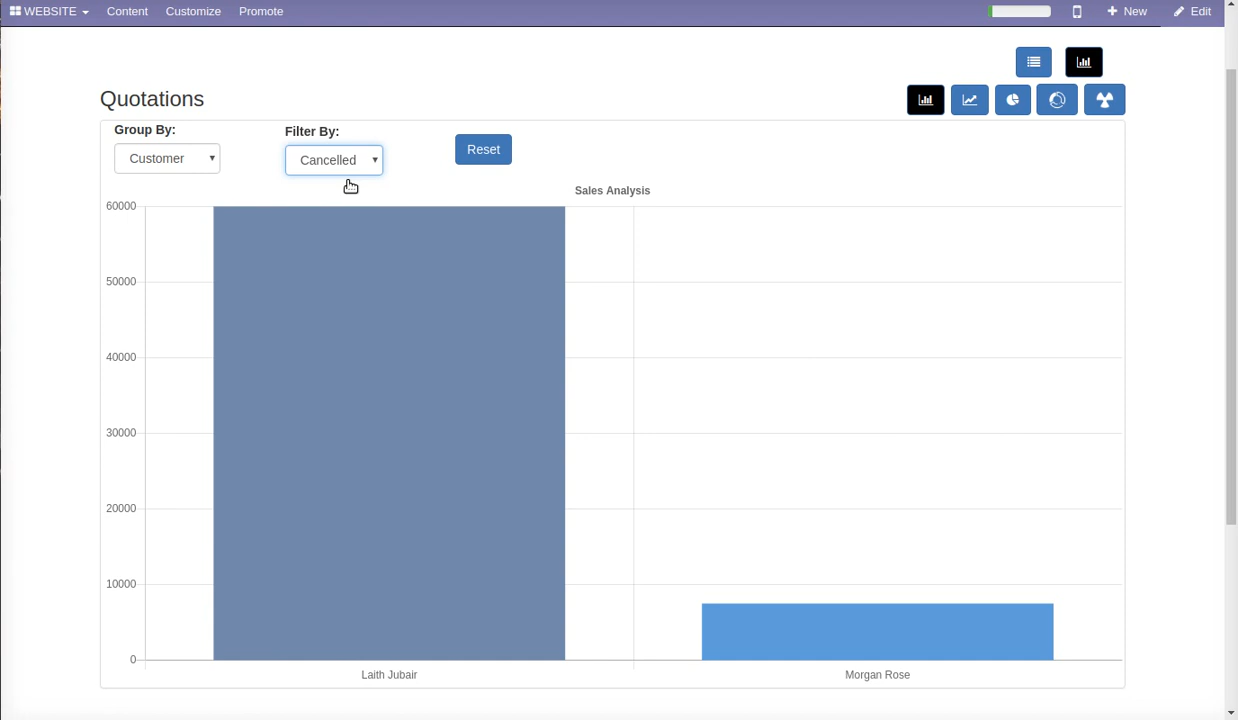 WEBSITE Content Customize Promote New Edit
Quotations
Group By: Filter By:
Customer Cancelled Reset
Sales Analysis
60000
50000
40000
30000
20000
10000
0
Laith Jubair Morgan Rose